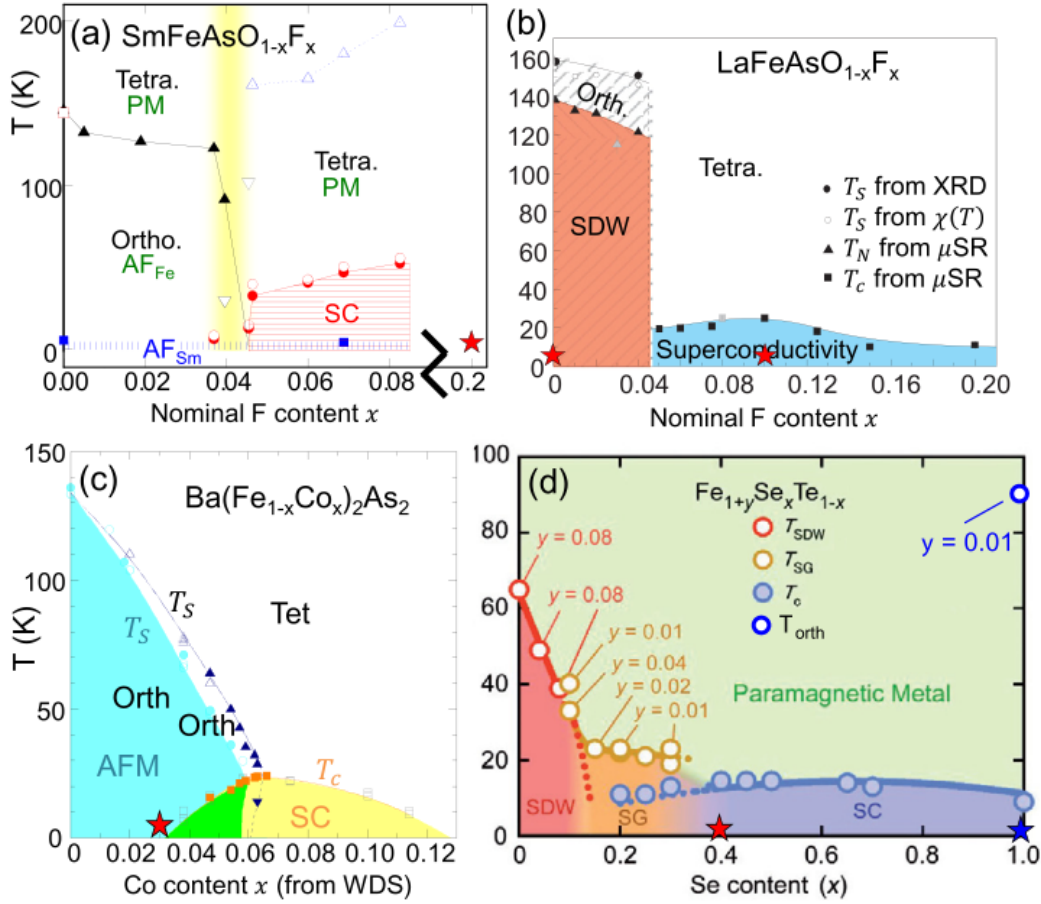 (a) SmFeAsO1-xFx
T (K)
200
100
0
Tetra.
PM
Tetra.
PM
Ortho.
AFFe
SC
AFSm
0.00 0.02 0.04 0.06 0.08 0.2
Nominal F content x
(b)
LaFeAsO1-xFx
160
140
120
100
80
60
40
20
0
Orth.
SDW
Tetra.
TS from XRD
TS from χ(T)
TN from μSR
Tc from μSR
Superconductivity
0 0.04 0.08 0.12 0.16 0.20
Nominal F content x
(c)
Ba(Fe1-xCox)2As2
T (K)
150
100
50
0
TS
TS
Tet
Orth
Orth
AFM
Tc
SC
0.00 0.02 0.04 0.06 0.08 0.10 0.12
Co content x (from WDS)
(d)
Fe1+ySexTe1-x
TSDW
TSG
Tc
Torth
100
80
60
40
20
0
y = 0.01
y = 0.08
y = 0.08
y = 0.01
y = 0.04
y = 0.02
y = 0.01
Paramagnetic Metal
SDW
SG
SC
0 0.2 0.4 0.6 0.8 1.0
Se content (x)